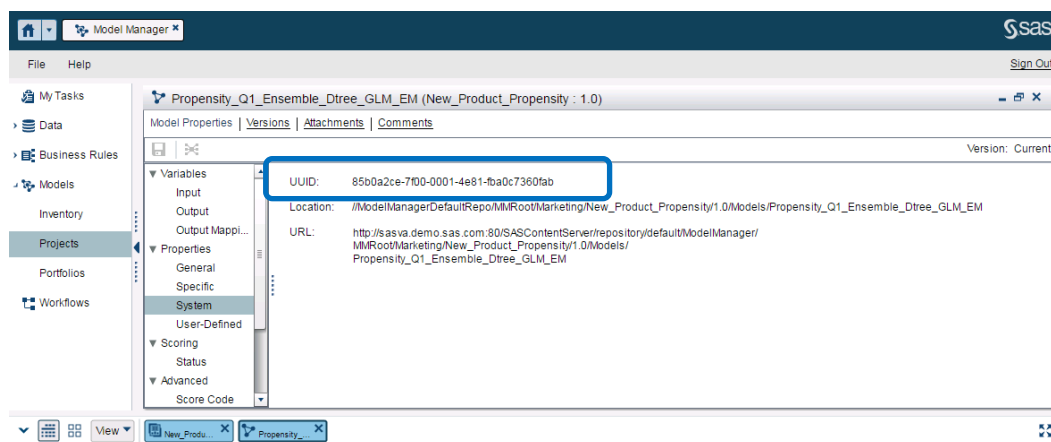 Model Manager ×
sas
File Help
Sign Out
My Tasks
Data
Business Rules
Models
Inventory
Projects
Portfolios
Workflows
Propensity_Q1_Ensemble_Dtree_GLM_EM (New_Product_Propensity : 1.0)
Model Properties | Versions | Attachments | Comments
Version: Current
Variables
Input
Output
Output Mappi...
Properties
General
Specific
System
User-Defined
Scoring
Status
Advanced
Score Code
UUID: 85b0a2ce-7f00-0001-4e81-fba0c7360fab
Location: //ModelManagerDefaultRepo/MMRoot/Marketing/New_Product_Propensity/1.0/Models/Propensity_Q1_Ensemble_Dtree_GLM_EM
URL: http://sasva.demo.sas.com:80/SASContentServer/repository/default/ModelManager/
MMRoot/Marketing/New_Product_Propensity/1.0/Models/
Propensity_Q1_Ensemble_Dtree_GLM_EM
View
New_Produ... ×
Propensity_... ×